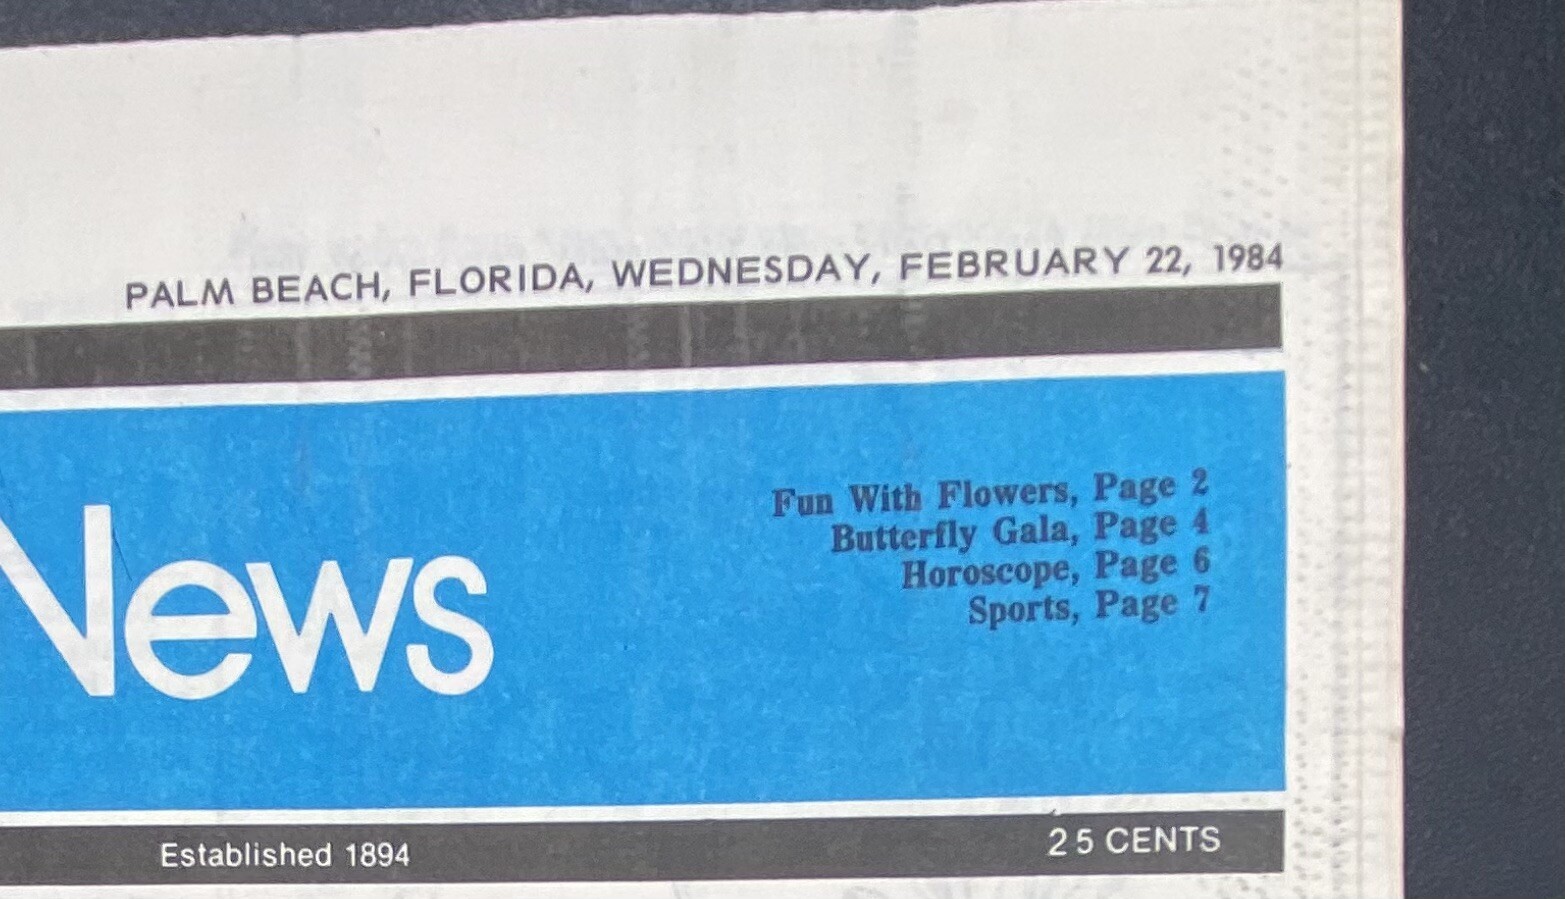 PALM BEACH, FLORIDA, WEDNESDAY, FEBRUARY 22, 1984
News
Fun With Flowers, Page 2
Butterfly Gala, Page 4
Horoscope, Page 6
Sports, Page 7
Established 1894
25 CENTS